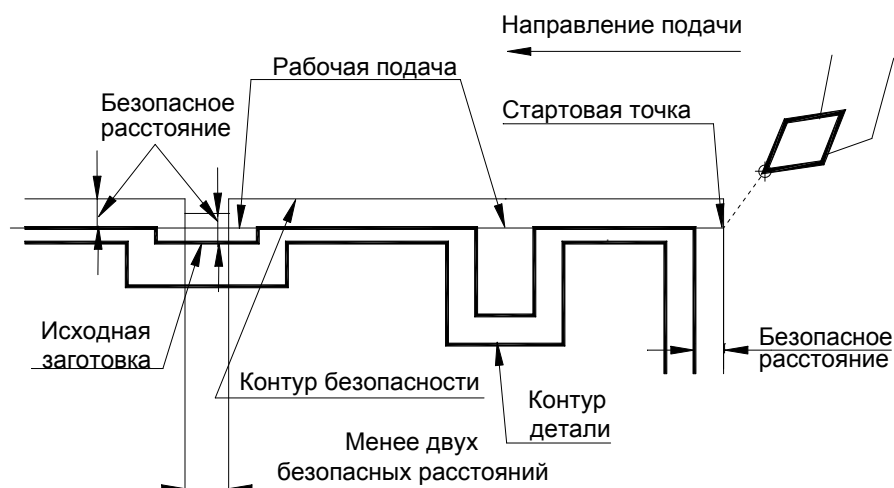 Направление подачи
Рабочая подача
Безопасное
расстояние
Стартовая точка
Исходная
заготовка
Контур безопасности
Безопасное
расстояние
Контур
детали
Менее двух
безопасных расстояний